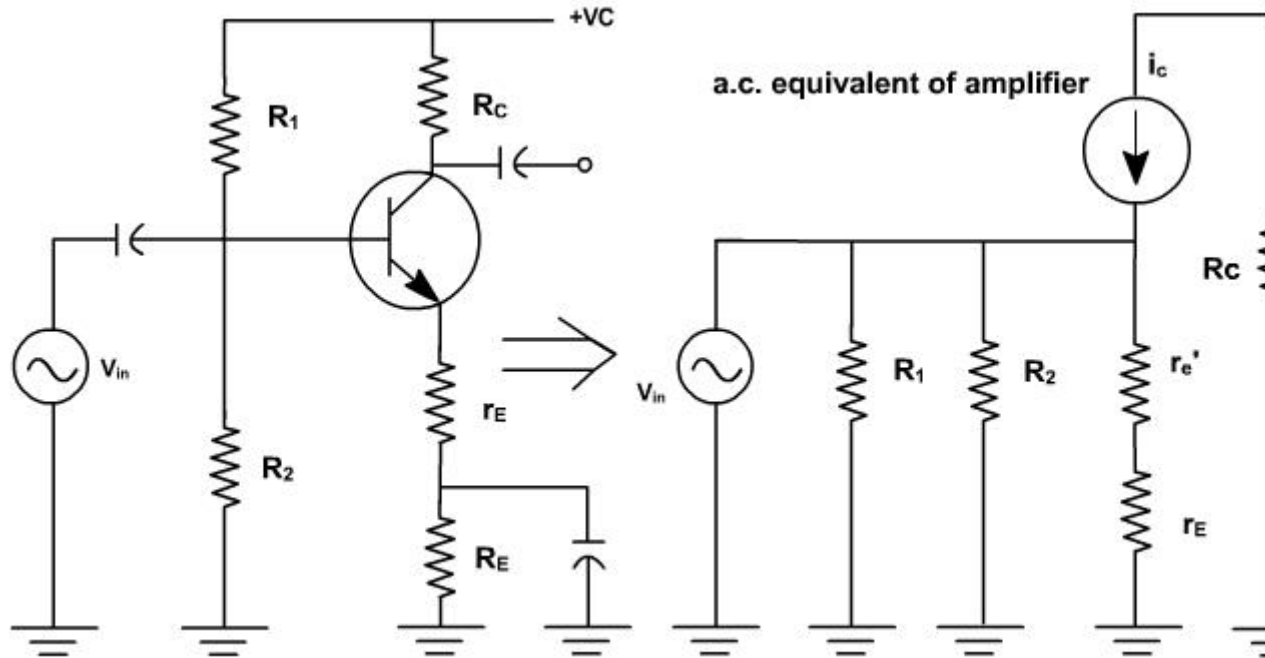 +VC
R1
RC
Vin
rE
R2
RE
a.c. equivalent of amplifier
ic
Vin
R1
R2
re'
rE
Rc